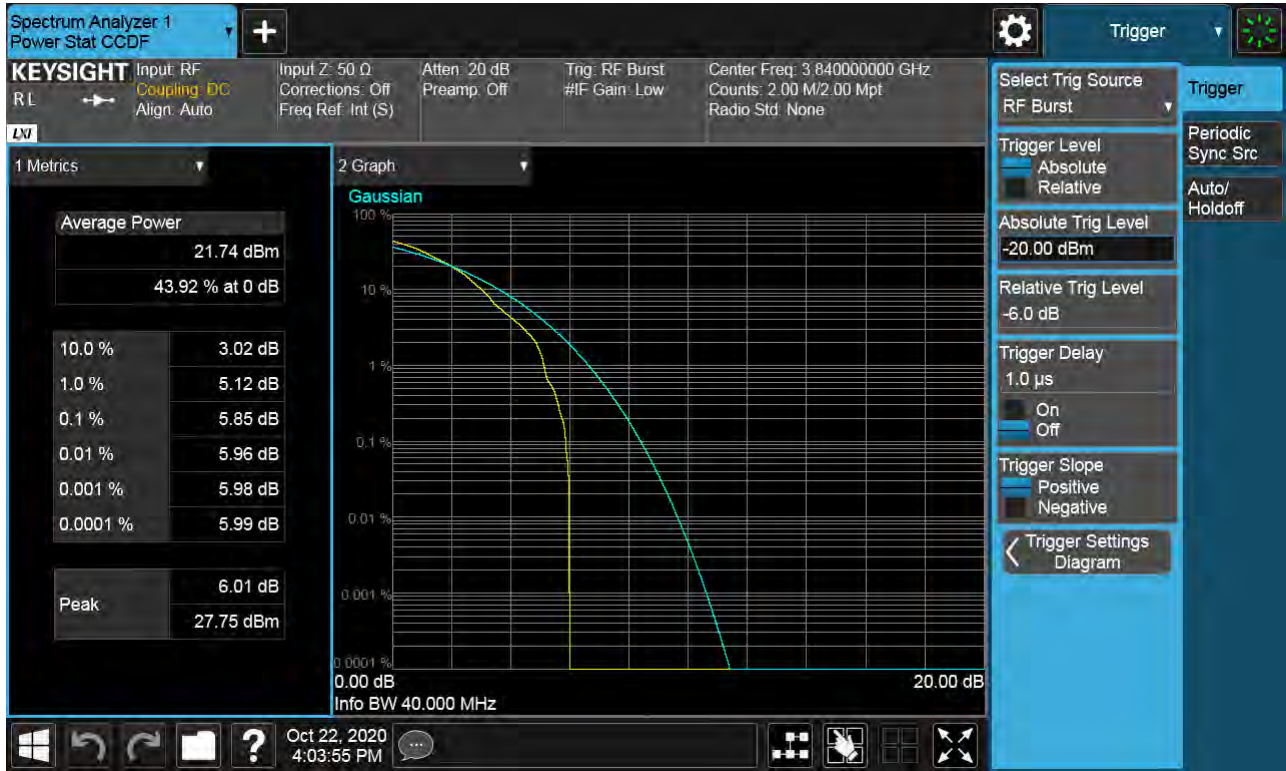 Spectrum Analyzer 1
Power Stat CCDF
Trigger
KEYSIGHT
R L
LXI
Input: RF
Coupling: DC
Align: Auto
Input Z: 50 Ω
Corrections: Off
Freq Ref: Int (S)
Atten: 20 dB
Preamp: Off
Trig: RF Burst
#IF Gain: Low
Center Freq: 3.840000000 GHz
Counts: 2.00 M/2.00 Mpt
Radio Std: None
1 Metrics
Average Power
21.74 dBm
43.92 % at 0 dB
10.0 % 3.02 dB
1.0 % 5.12 dB
0.1 % 5.85 dB
0.01 % 5.96 dB
0.001 % 5.98 dB
0.0001 % 5.99 dB
Peak
6.01 dB
27.75 dBm
2 Graph
Gaussian
100 %
10 %
1 %
0.1 %
0.01 %
0.001 %
0.0001 %
0.00 dB 20.00 dB
Info BW 40.000 MHz
Select Trig Source
RF Burst
Trigger Level
Absolute
Relative
Absolute Trig Level
-20.00 dBm
Relative Trig Level
-6.0 dB
Trigger Delay
1.0 µs
On
Off
Trigger Slope
Positive
Negative
Trigger Settings
Diagram
Trigger
Periodic
Sync Src
Auto/
Holdoff
?
Oct 22, 2020
4:03:55 PM